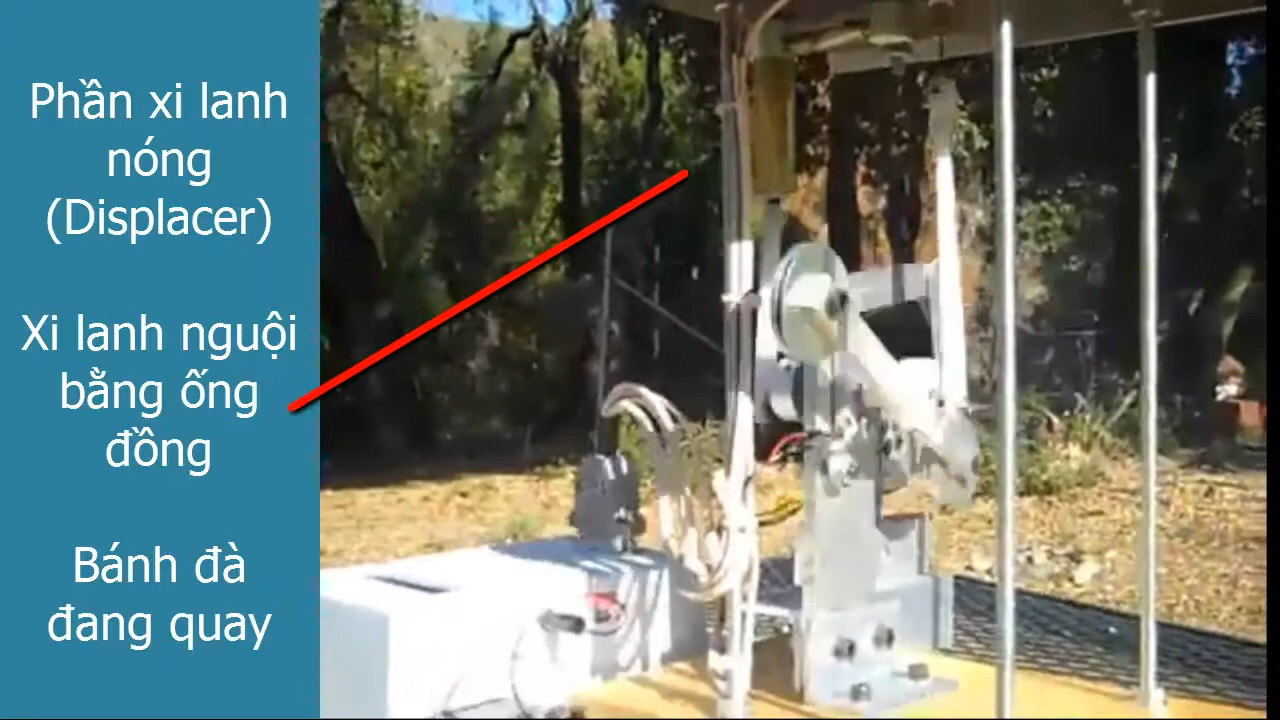 Phần xi lanh
nóng
(Displacer)
Xi lanh nguội
bằng ống
đồng
Bánh đà
đang quay